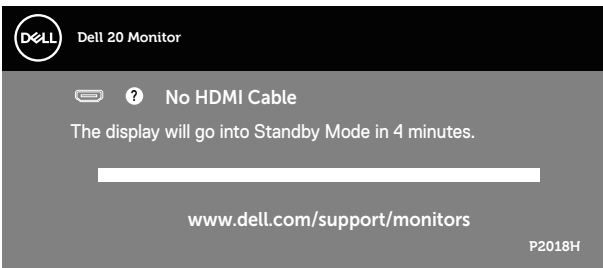 DELL Dell 20 Monitor
? No HDMI Cable
The display will go into Standby Mode in 4 minutes.
www.dell.com/support/monitors
P2018H